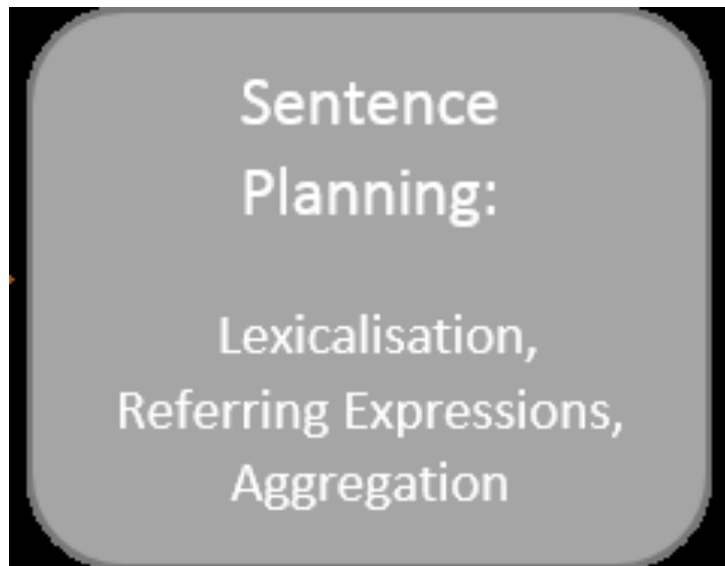 Sentence
Planning:
Lexicalisation,
Referring Expressions,
Aggregation